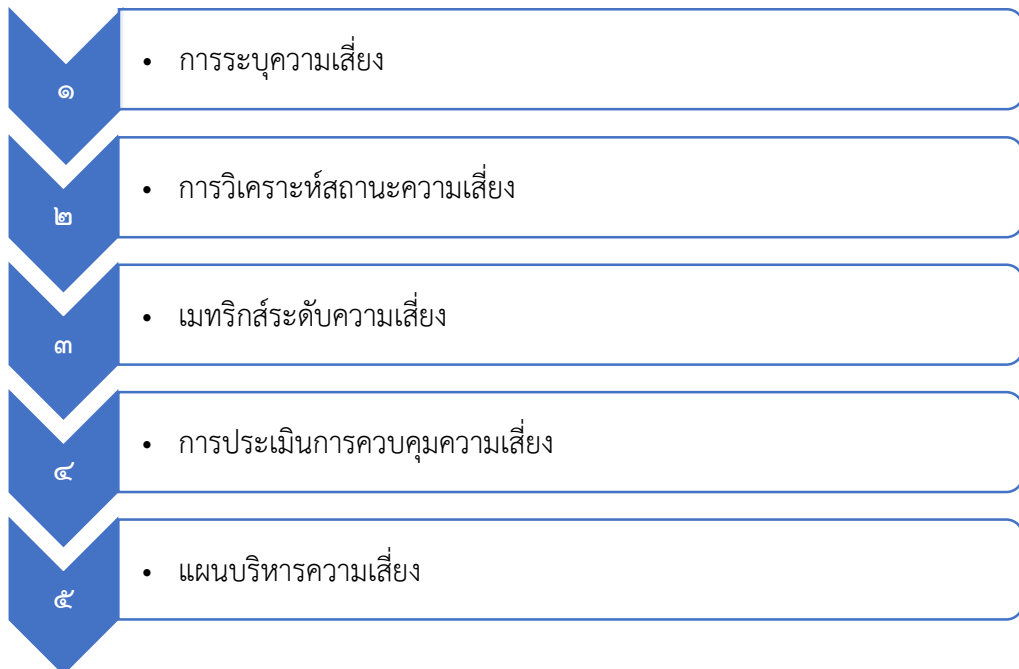 ๑
• การระบุความเสี่ยง
๒
• การวิเคราะห์สถานะความเสี่ยง
๓
• เมทริกส์ระดับความเสี่ยง
๔
• การประเมินการควบคุมความเสี่ยง
๕
• แผนบริหารความเสี่ยง